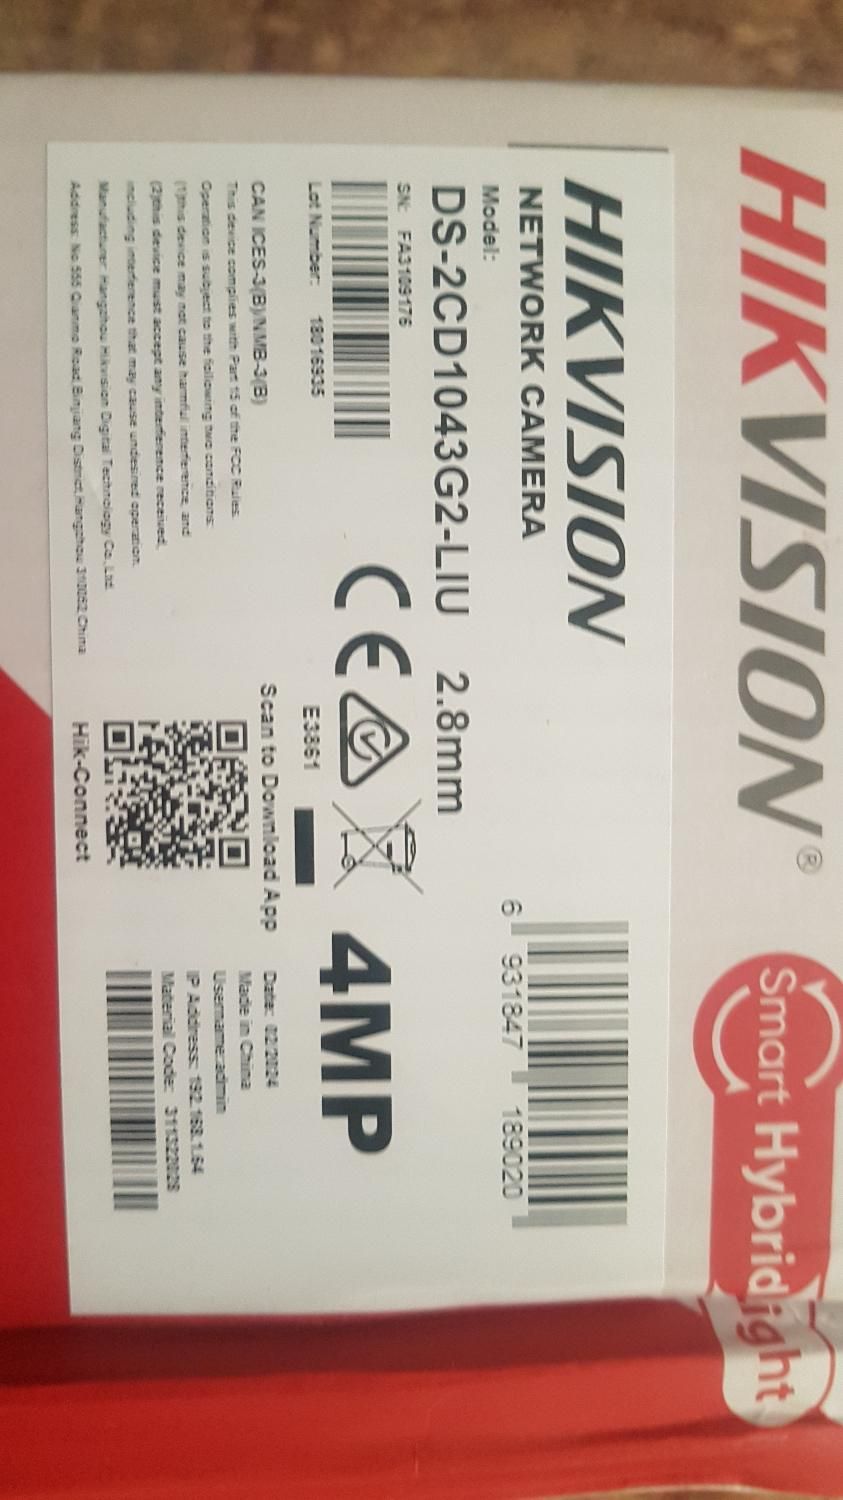 HIKVISION®
Smart Hybrid Light
HIKVISION
NETWORK CAMERA
6 931847 189020
Model:
DS-2CD1043G2-LIU 2.8mm
SN: FA3109176
Lot Number: 18016935
CE
E3851
4MP
CAN ICES-3(B)/NMB-3(B)
This device complies with Part 15 of the FCC Rules.
Operation is subject to the following two conditions:
(1)this device may not cause harmful interference, and
(2)this device must accept any interference received,
including interference that may cause undesired operation.
Manufacturer: Hangzhou Hikvision Digital Technology Co.,Ltd.
Address: No.555 Qianmo Road,Binjiang District,Hangzhou 310052,China
Scan to Download App
Hik-Connect
Date: 02/2024
Made in China
Username:admin
IP Address: 192.168.1.64
Material Code: 311322028